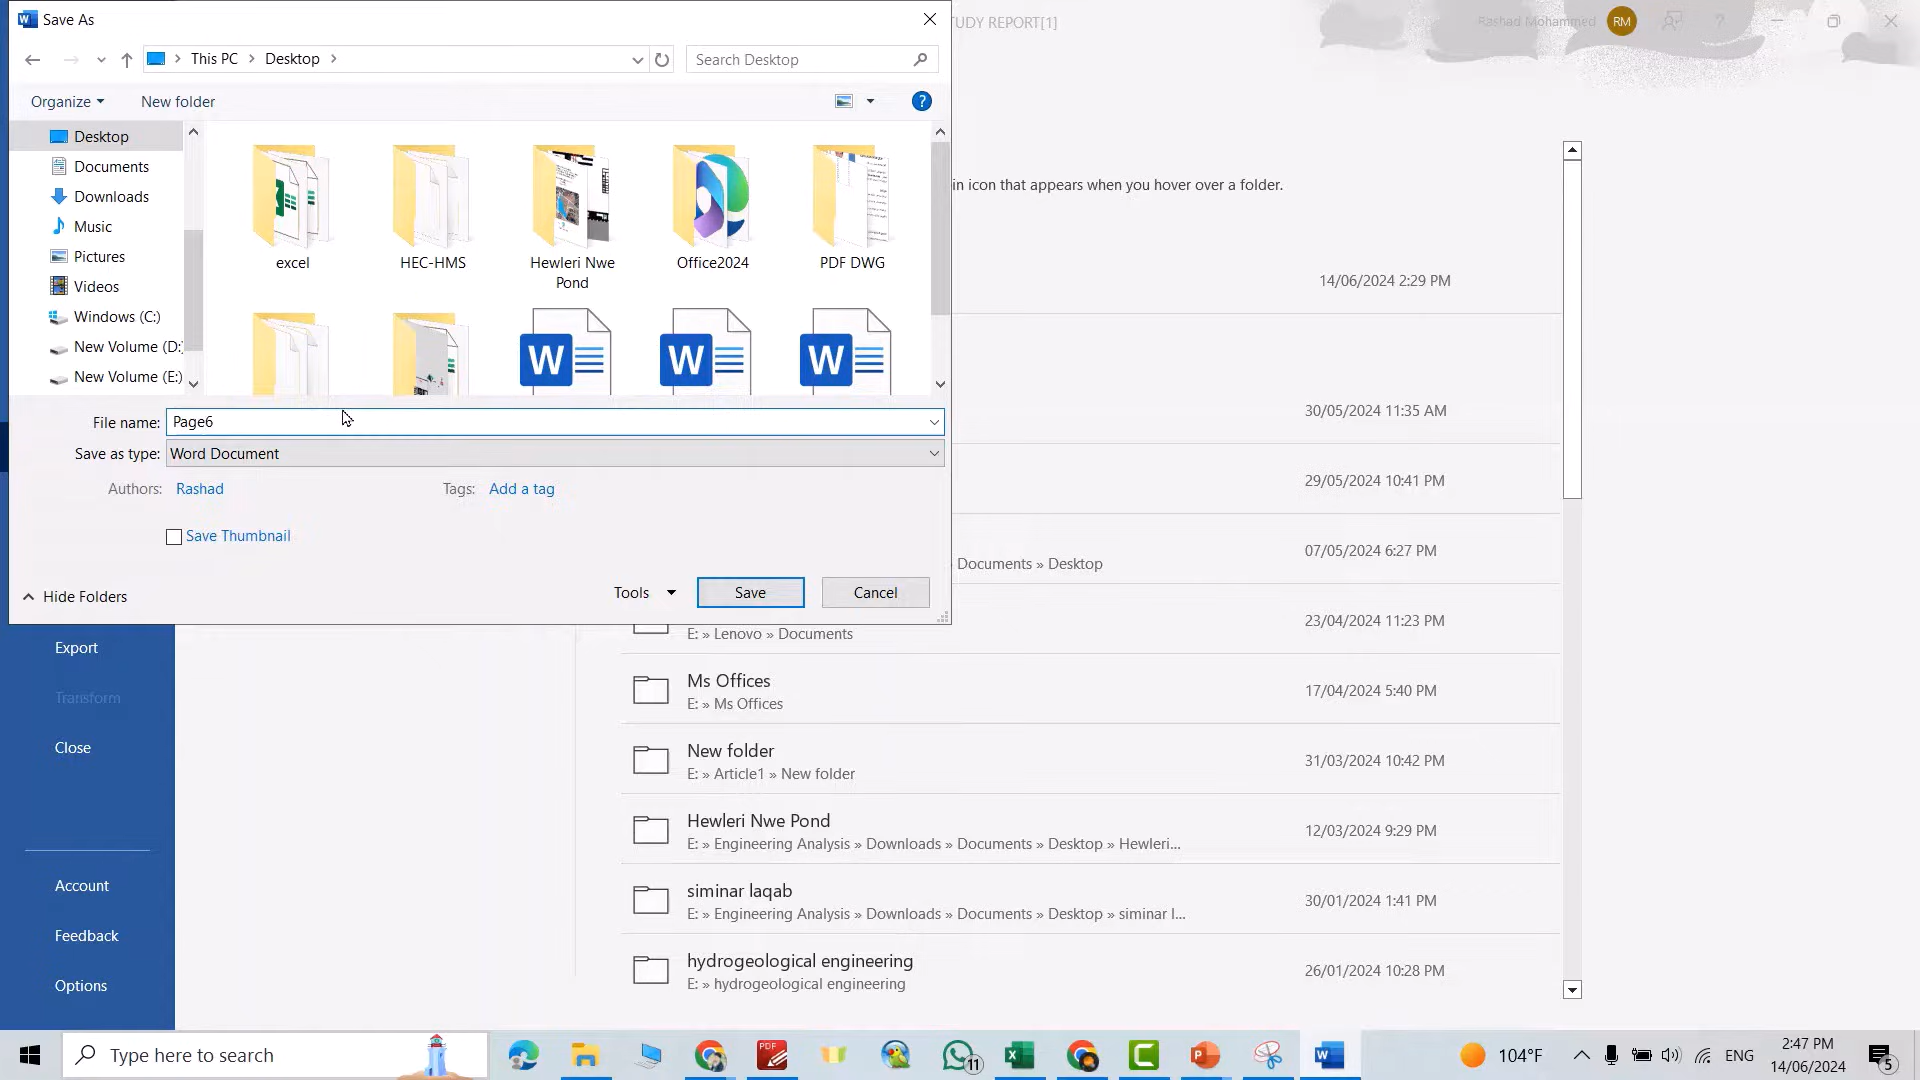 Save As
TUDY REPORT[1]
Rashad Mohammed
RM
?
This PC
Desktop
Search Desktop
Organize
New folder
?
Desktop
Documents
Downloads
Music
Pictures
Videos
Windows (C:)
New Volume (D:)
New Volume (E:)
excel
HEC-HMS
Hewleri Nwe
Pond
Office2024
PDF DWG
W
W
W
in icon that appears when you hover over a folder.
14/06/2024 2:29 PM
File name:
Page6
Save as type:
Word Document
Authors:
Rashad
Tags:
Add a tag
Save Thumbnail
Hide Folders
Tools
Save
Cancel
30/05/2024 11:35 AM
29/05/2024 10:41 PM
Documents » Desktop
07/05/2024 6:27 PM
E: » Lenovo » Documents
23/04/2024 11:23 PM
Ms Offices
E: » Ms Offices
17/04/2024 5:40 PM
New folder
E: » Article1 » New folder
31/03/2024 10:42 PM
Hewleri Nwe Pond
E: » Engineering Analysis » Downloads » Documents » Desktop » Hewleri...
12/03/2024 9:29 PM
siminar laqab
E: » Engineering Analysis » Downloads » Documents » Desktop » siminar l...
30/01/2024 1:41 PM
hydrogeological engineering
E: » hydrogeological engineering
26/01/2024 10:28 PM
Export
Transform
Close
Account
Feedback
Options
Type here to search
PDF
11
104°F
ENG
2:47 PM
14/06/2024
5